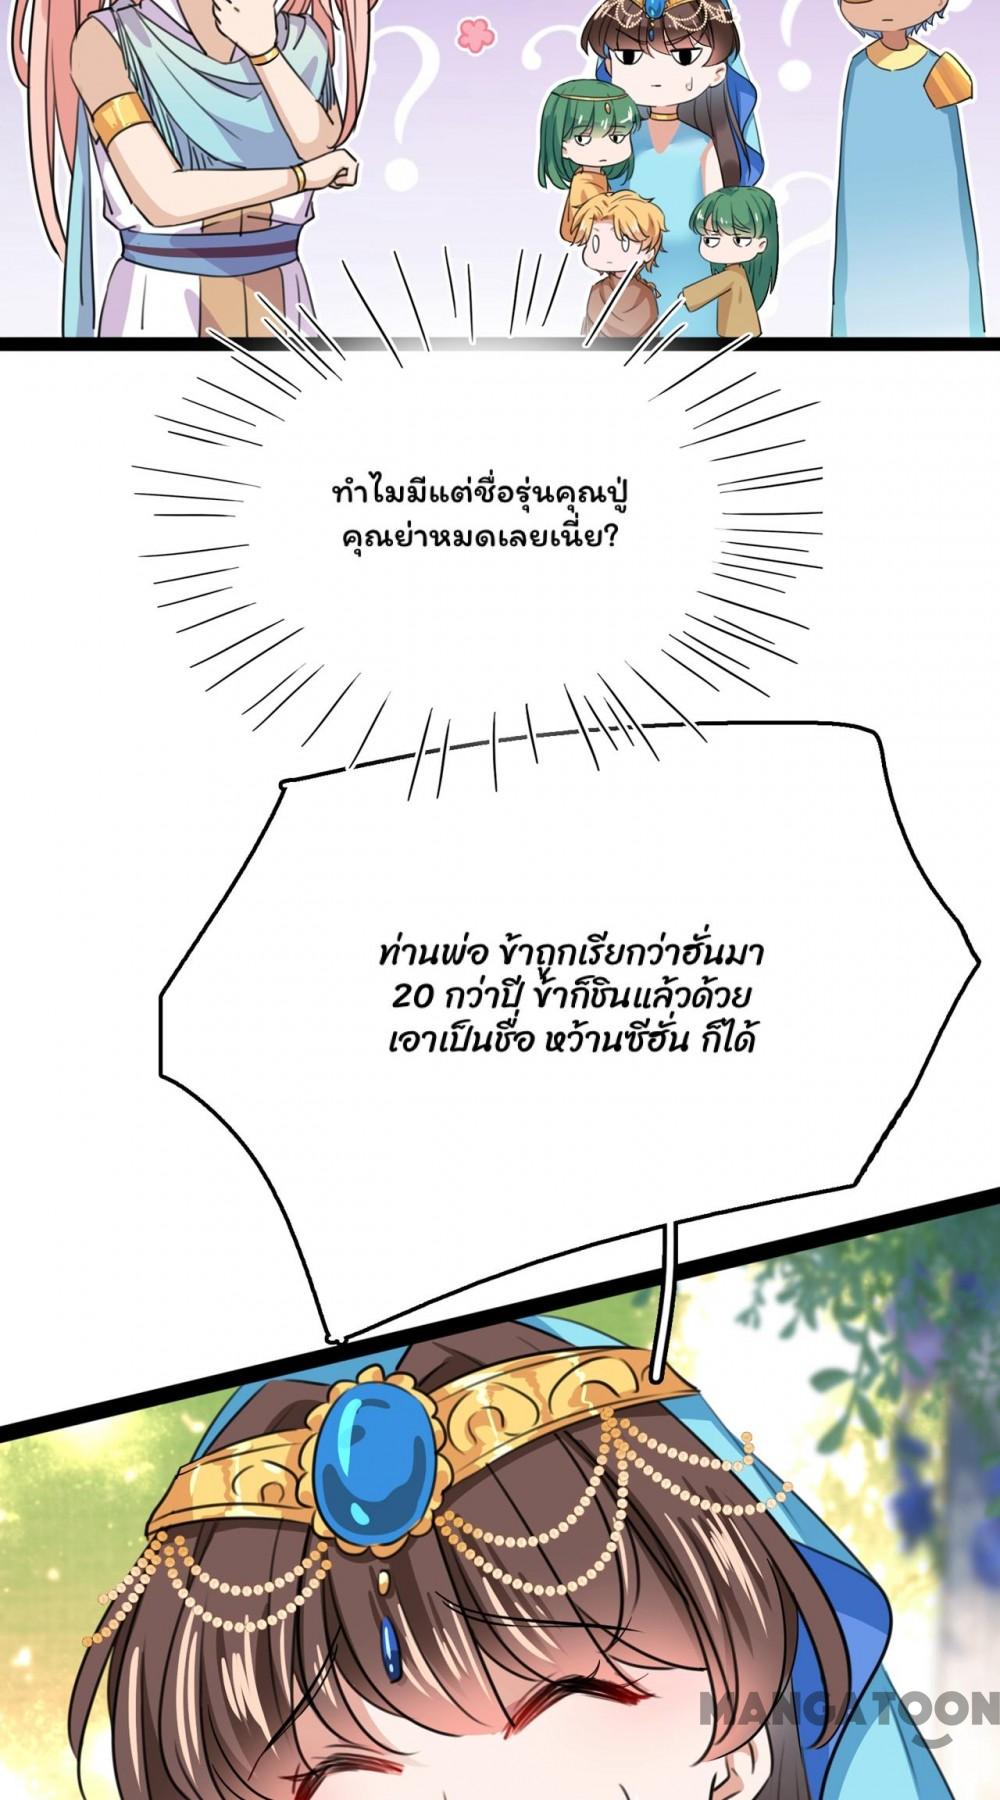 ทำไมมีแต่ชื่อรุ่นคุณปู่
คุณย่าหมดเลยเนี่ย?
ท่านพ่อ ข้าถูกเรียกว่าฮั่นมา
20 กว่าปี ข้าก็ชินแล้วด้วย
เอาเป็นชื่อ หว้านซีฮั่น ก็ได้
MANGATOON